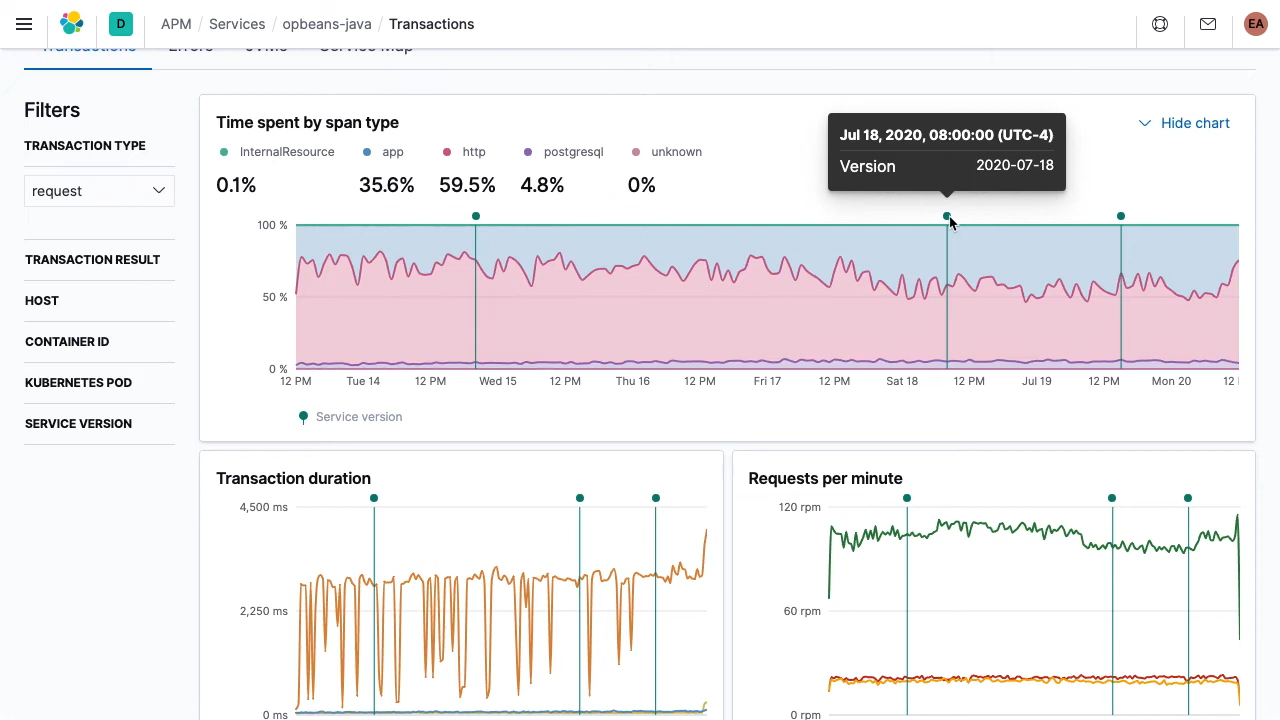 D
APM / Services / opbeans-java / Transactions
EA
Transactions Errors JVMs Service Map
Filters
TRANSACTION TYPE
request
TRANSACTION RESULT
HOST
CONTAINER ID
KUBERNETES POD
SERVICE VERSION
Time spent by span type
Hide chart
InternalResource app http postgresql unknown
0.1% 35.6% 59.5% 4.8% 0%
Jul 18, 2020, 08:00:00 (UTC-4)
Version 2020-07-18
100 %
50 %
0 %
12 PM Tue 14 12 PM Wed 15 12 PM Thu 16 12 PM Fri 17 12 PM Sat 18 12 PM Jul 19 12 PM Mon 20 12
Service version
Transaction duration
4,500 ms
2,250 ms
0 ms
Requests per minute
120 rpm
60 rpm
0 rpm